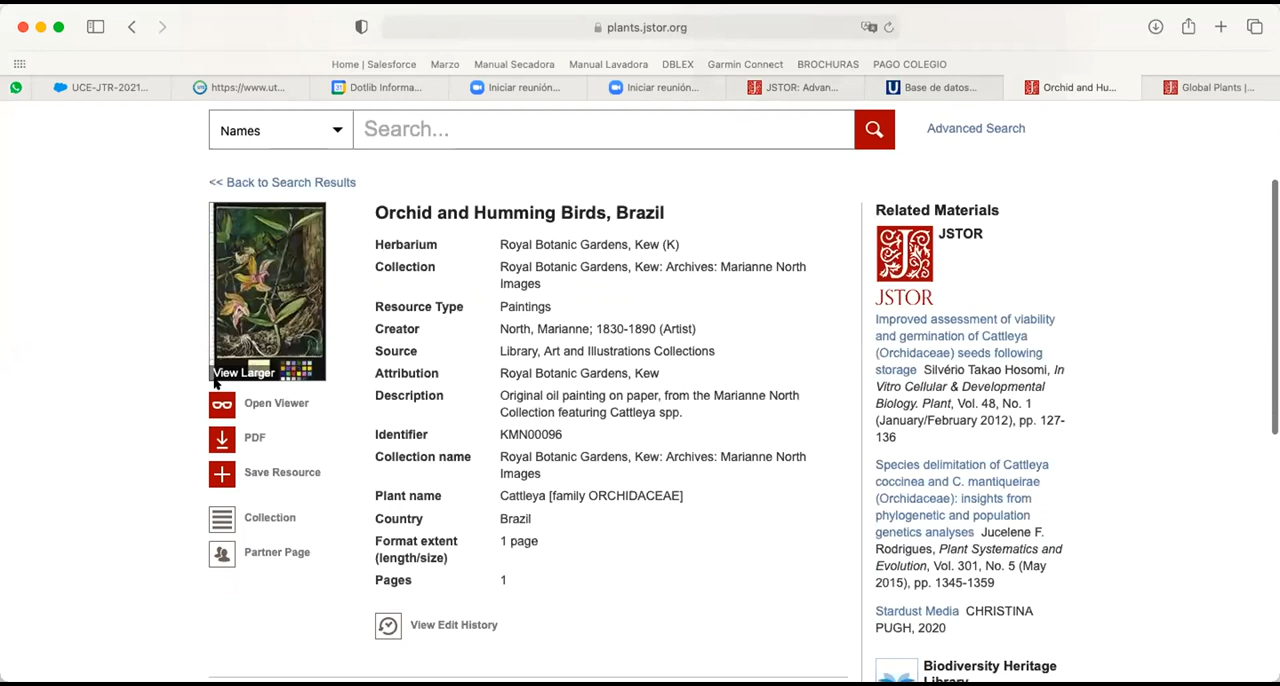 plants.jstor.org
Home | Salesforce Marzo Manual Secadora Manual Lavadora DBLEX Garmin Connect BROCHURAS PAGO COLEGIO
UCE-JTR-2021... https://www.ut... Dotlib Informa... Iniciar reunión... Iniciar reunión... JSTOR: Advan... Base de datos... Orchid and Hu... Global Plants |...
Names Search... Advanced Search
<< Back to Search Results
View Larger
Open Viewer
PDF
Save Resource
Collection
Partner Page
Orchid and Humming Birds, Brazil
Herbarium Royal Botanic Gardens, Kew (K)
Collection Royal Botanic Gardens, Kew: Archives: Marianne North
Images
Resource Type Paintings
Creator North, Marianne; 1830-1890 (Artist)
Source Library, Art and Illustrations Collections
Attribution Royal Botanic Gardens, Kew
Description Original oil painting on paper, from the Marianne North
Collection featuring Cattleya spp.
Identifier KMN00096
Collection name Royal Botanic Gardens, Kew: Archives: Marianne North
Images
Plant name Cattleya [family ORCHIDACEAE]
Country Brazil
Format extent 1 page
(length/size)
Pages 1
View Edit History
Related Materials
JSTOR
JSTOR
Improved assessment of viability
and germination of Cattleya
(Orchidaceae) seeds following
storage Silvério Takao Hosomi, In
Vitro Cellular & Developmental
Biology. Plant, Vol. 48, No. 1
(January/February 2012), pp. 127-
136
Species delimitation of Cattleya
coccinea and C. mantiqueirae
(Orchidaceae): insights from
phylogenetic and population
genetics analyses Jucelene F.
Rodrigues, Plant Systematics and
Evolution, Vol. 301, No. 5 (May
2015), pp. 1345-1359
Stardust Media CHRISTINA
PUGH, 2020
Biodiversity Heritage
Library